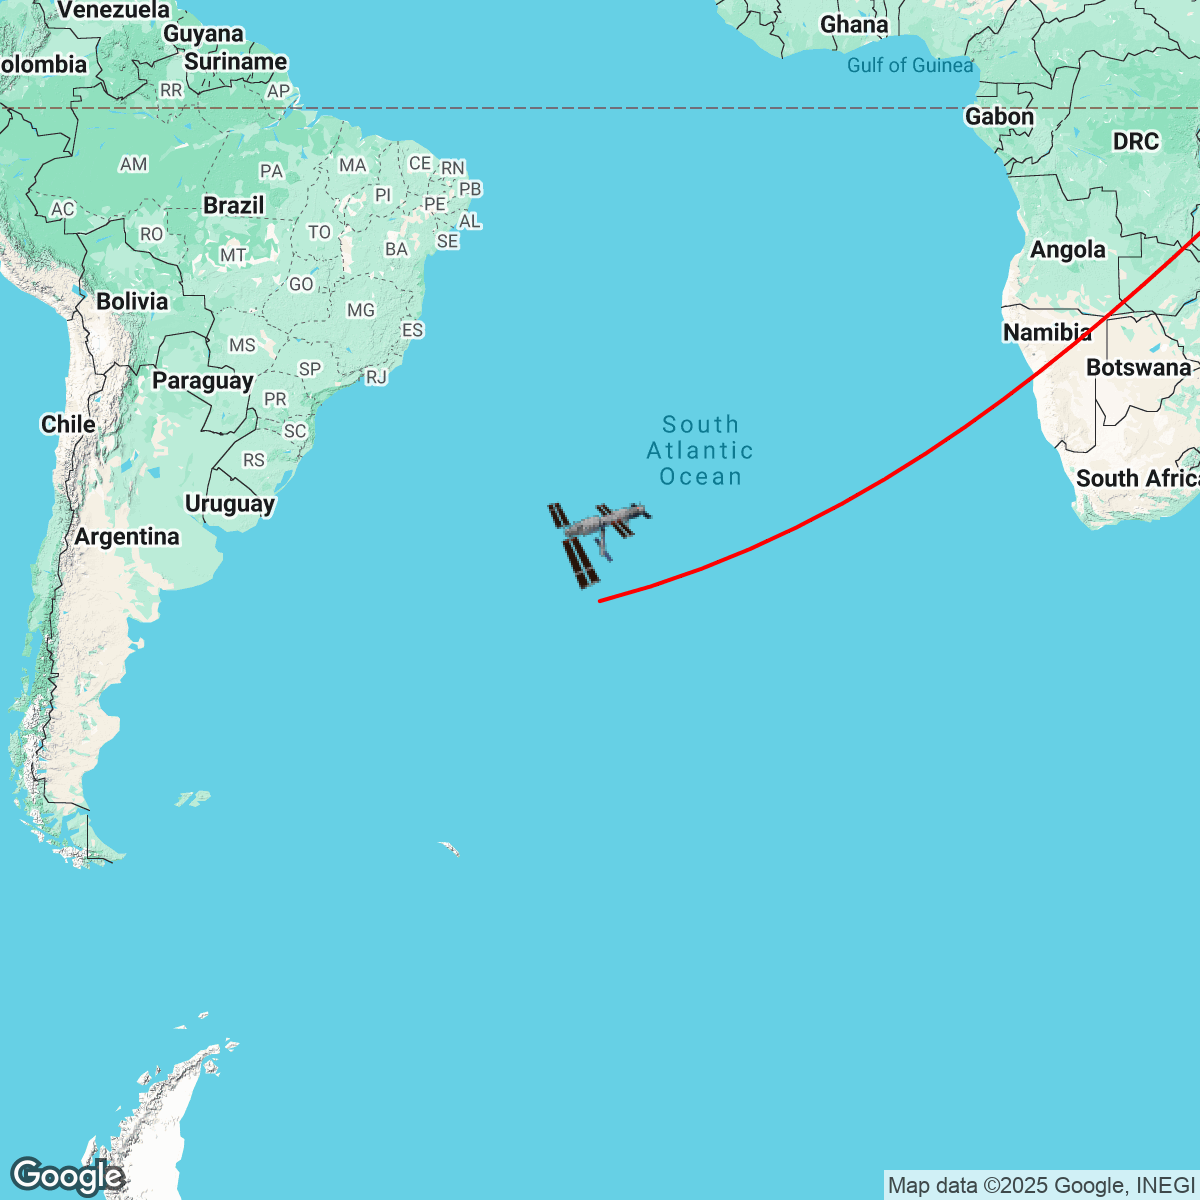 Venezuela
Ghana
Guyana
Suriname
olombia
Gulf of Guinea
RR
AP
Gabon
DRC
AM
PA
MA
CE
RN
PI
PB
PE
AC
Brazil
AL
RO
TO
SE
MT
BA
Angola
GO
Bolivia
MG
ES
Namibia
MS
SP
Botswana
Paraguay
RJ
PR
Chile
SC
South
Atlantic
Ocean
RS
South Africa
Uruguay
Argentina
Google
Map data ©2025 Google, INEGI